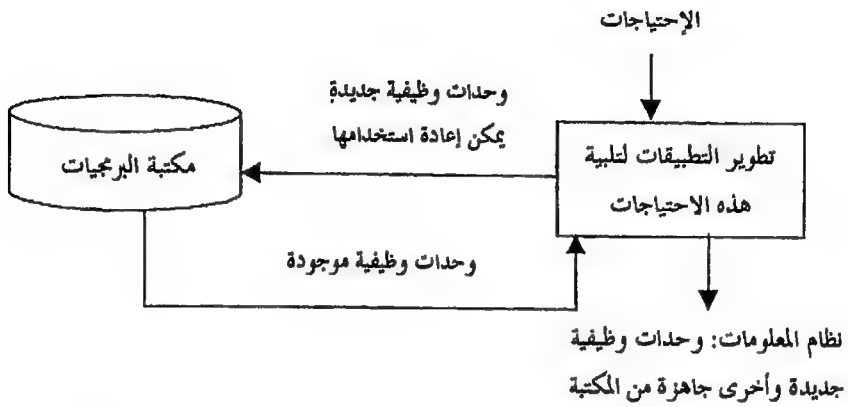 الإحتياجات
وحدات وظيفية جديدة
يمكن إعادة استخدامها
تطوير التطبيقات لتلبية
هذه الاحتياجات
مكتبة البرمجيات
وحدات وظيفية موجودة
نظام المعلومات: وحدات وظيفية
جديدة وأخرى جاهزة من المكتبة